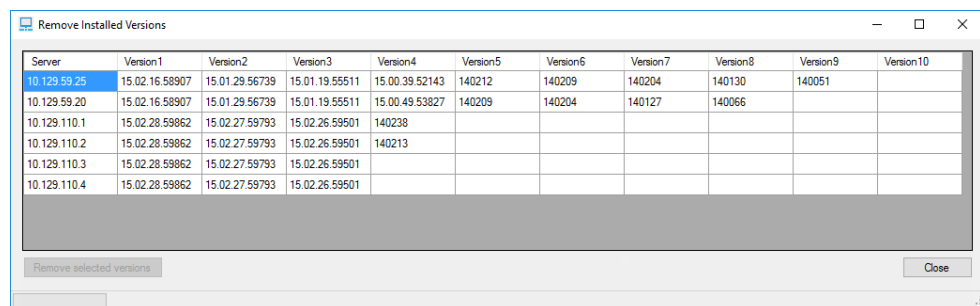 Remove Installed Versions
Server Version1 Version2 Version3 Version4 Version5 Version6 Version7 Version8 Version9 Version10
10.129.59.25 15.02.16.58907 15.01.29.56739 15.01.19.55511 15.00.39.52143 140212 140209 140204 140130 140051
10.129.59.20 15.02.16.58907 15.01.29.56739 15.01.19.55511 15.00.49.53827 140209 140204 140127 140066
10.129.110.1 15.02.28.59862 15.02.27.59793 15.02.26.59501 140238
10.129.110.2 15.02.28.59862 15.02.27.59793 15.02.26.59501 140213
10.129.110.3 15.02.28.59862 15.02.27.59793 15.02.26.59501
10.129.110.4 15.02.28.59862 15.02.27.59793 15.02.26.59501
Remove selected versions Close